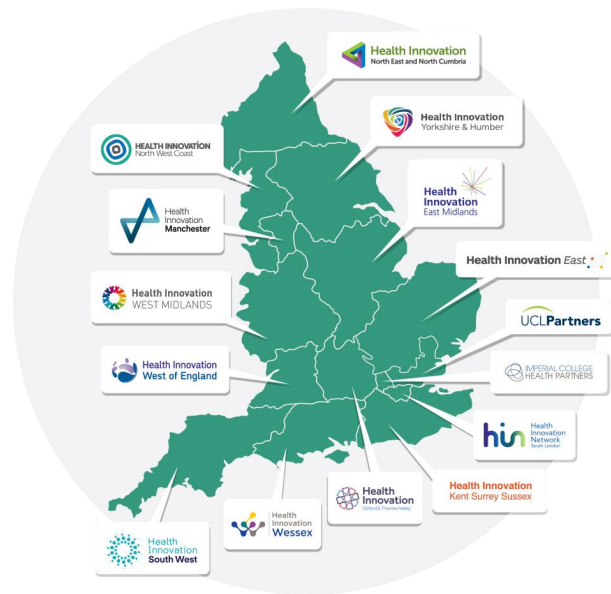 Health Innovation
North East and North Cumbria
Health Innovation
Yorkshire & Humber
HEALTH INNOVATION
North West Coast
Health
Innovation
East Midlands
Health
Innovation
Manchester
Health Innovation East
Health Innovation
WEST MIDLANDS
UCLPartners
Health Innovation
West of England
IMPERIAL COLLEGE
HEALTH PARTNERS
hin
Health
Innovation
Network
South London
Health
Innovation
Oxford & Thames Valley
Health Innovation
Kent Surrey Sussex
Health
Innovation
Wessex
Health
Innovation
South West